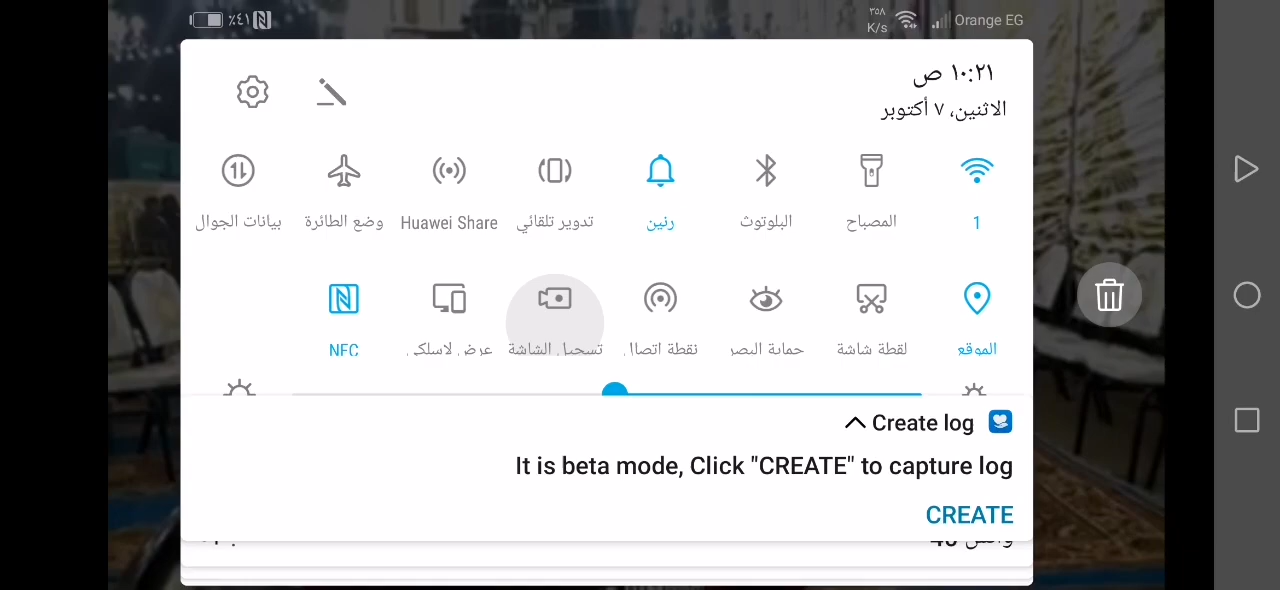 ٪٤١
٣٥٨
K/s
Orange EG
١٠:٢١ ص
الاثنين، ٧ أكتوبر
1
المصباح
البلوتوث
رنين
تدوير تلقائي
Huawei Share
وضع الطائرة
بيانات الجوال
الموقع
لقطة شاشة
حماية البصر
نقطة اتصال
تسجيل الشاشة
عرض لاسلكي
NFC
Create log
It is beta mode, Click "CREATE" to capture log
CREATE